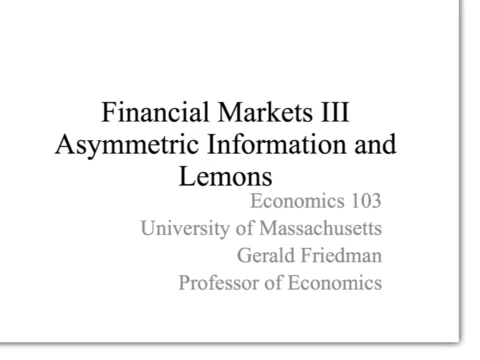 Financial Markets III
Asymmetric Information and
Lemons
Economics 103
University of Massachusetts
Gerald Friedman
Professor of Economics